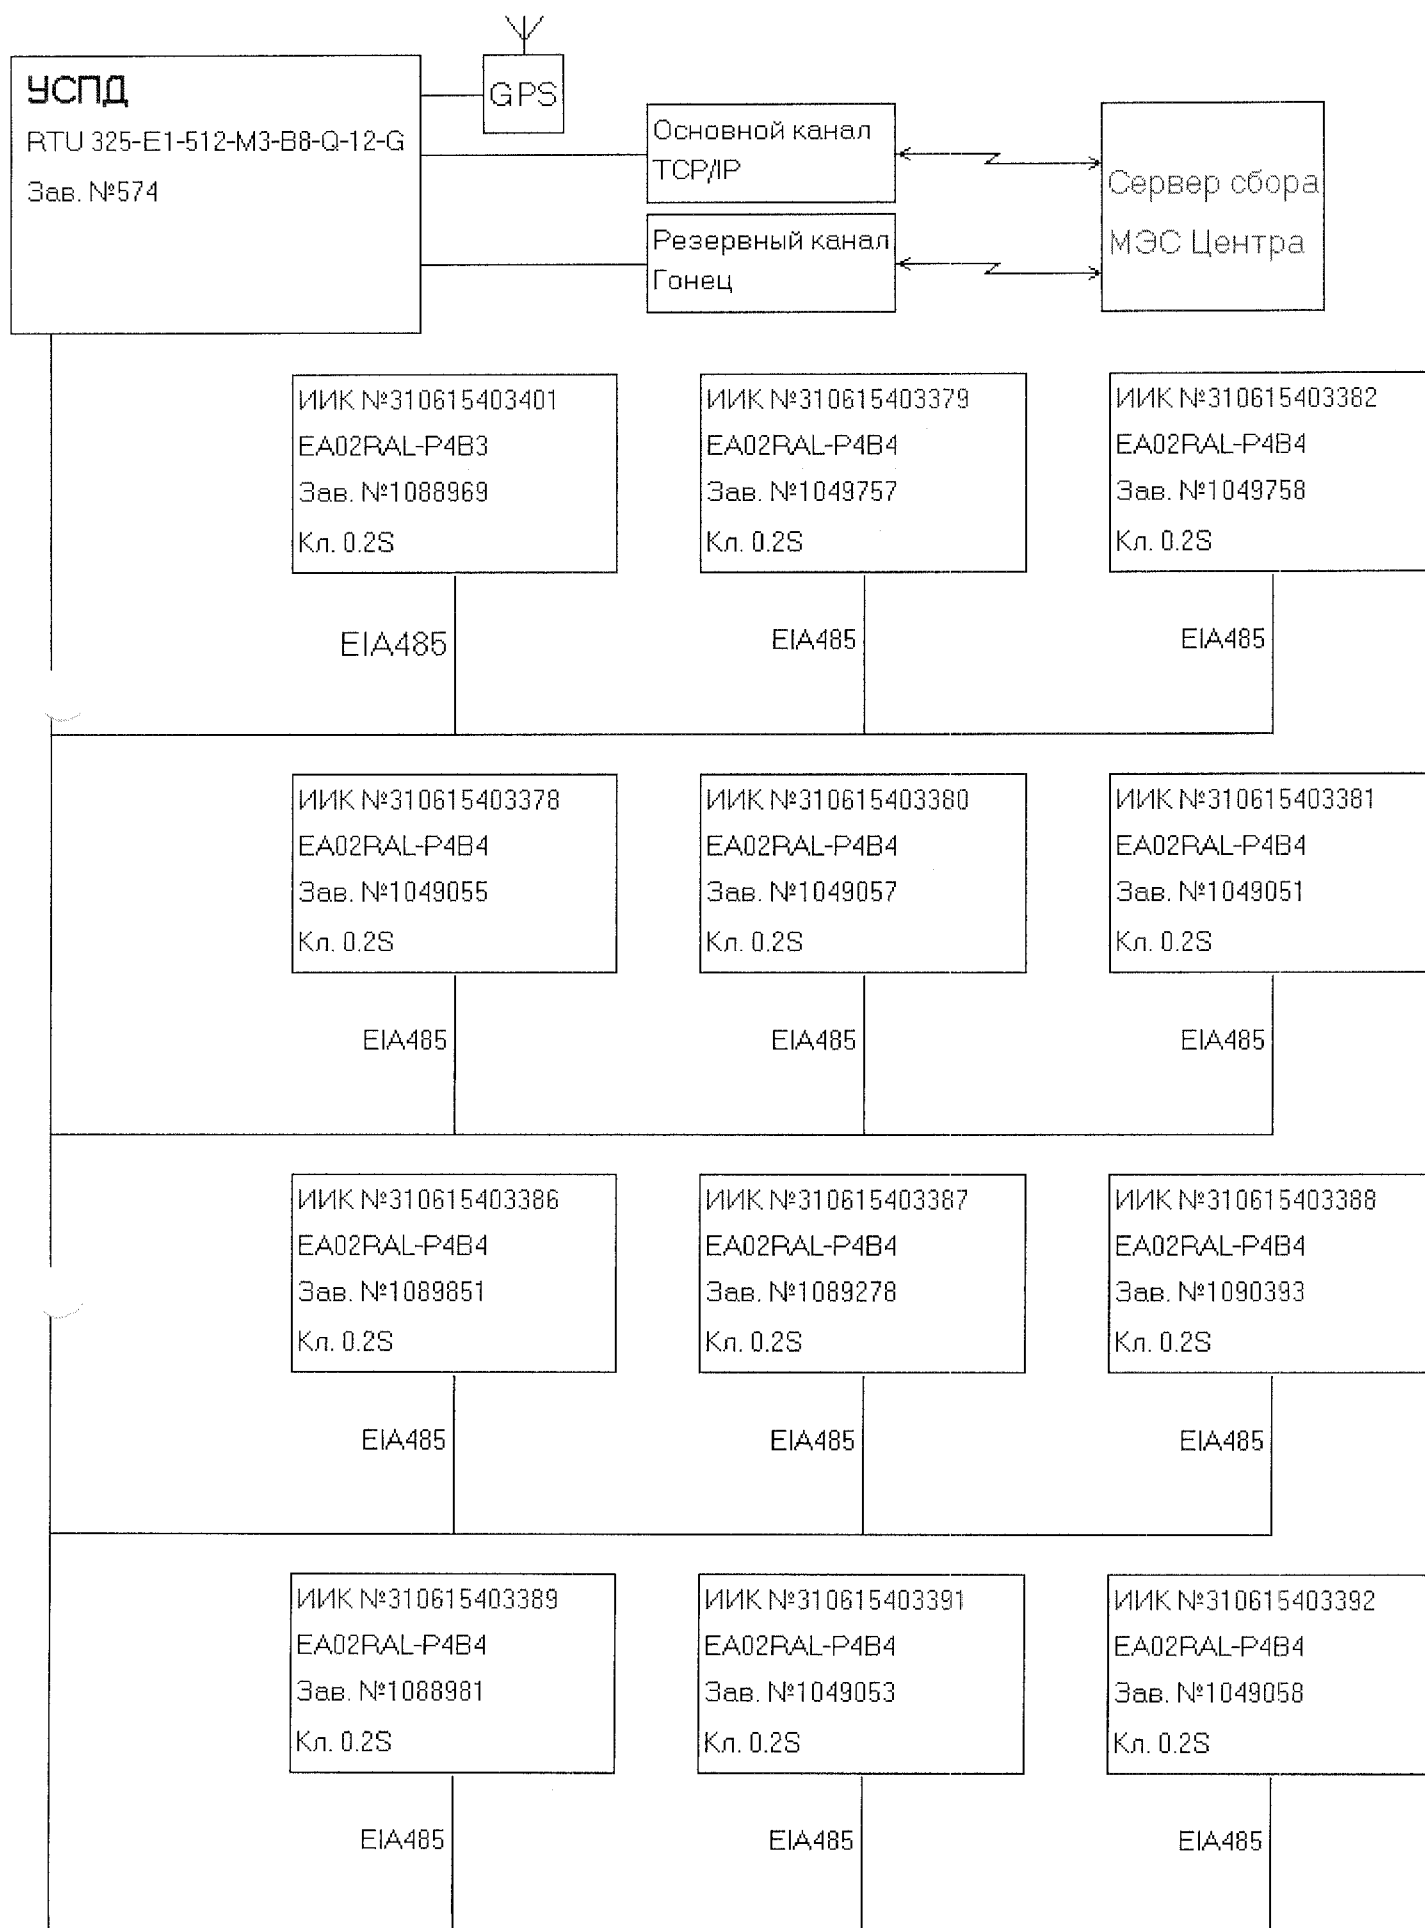 УСПД
RTU 325-E1-512-M3-B8-Q-12-G
Зав. №574
GPS
Основной канал
TCP/IP
Резервный канал
Гонец
Сервер сбора
МЭС Центра
ИИК №310615403401
EA02RAL-P4B3
Зав. №1088969
Кл. 0.2S
EIA485
ИИК №310615403379
EA02RAL-P4B4
Зав. №1049757
Кл. 0.2S
EIA485
ИИК №310615403382
EA02RAL-P4B4
Зав. №1049758
Кл. 0.2S
EIA485
ИИК №310615403378
EA02RAL-P4B4
Зав. №1049055
Кл. 0.2S
EIA485
ИИК №310615403380
EA02RAL-P4B4
Зав. №1049057
Кл. 0.2S
EIA485
ИИК №310615403381
EA02RAL-P4B4
Зав. №1049051
Кл. 0.2S
EIA485
ИИК №310615403386
EA02RAL-P4B4
Зав. №1089851
Кл. 0.2S
EIA485
ИИК №310615403387
EA02RAL-P4B4
Зав. №1089278
Кл. 0.2S
EIA485
ИИК №310615403388
EA02RAL-P4B4
Зав. №1090393
Кл. 0.2S
EIA485
ИИК №310615403389
EA02RAL-P4B4
Зав. №1088981
Кл. 0.2S
EIA485
ИИК №310615403391
EA02RAL-P4B4
Зав. №1049053
Кл. 0.2S
EIA485
ИИК №310615403392
EA02RAL-P4B4
Зав. №1049058
Кл. 0.2S
EIA485